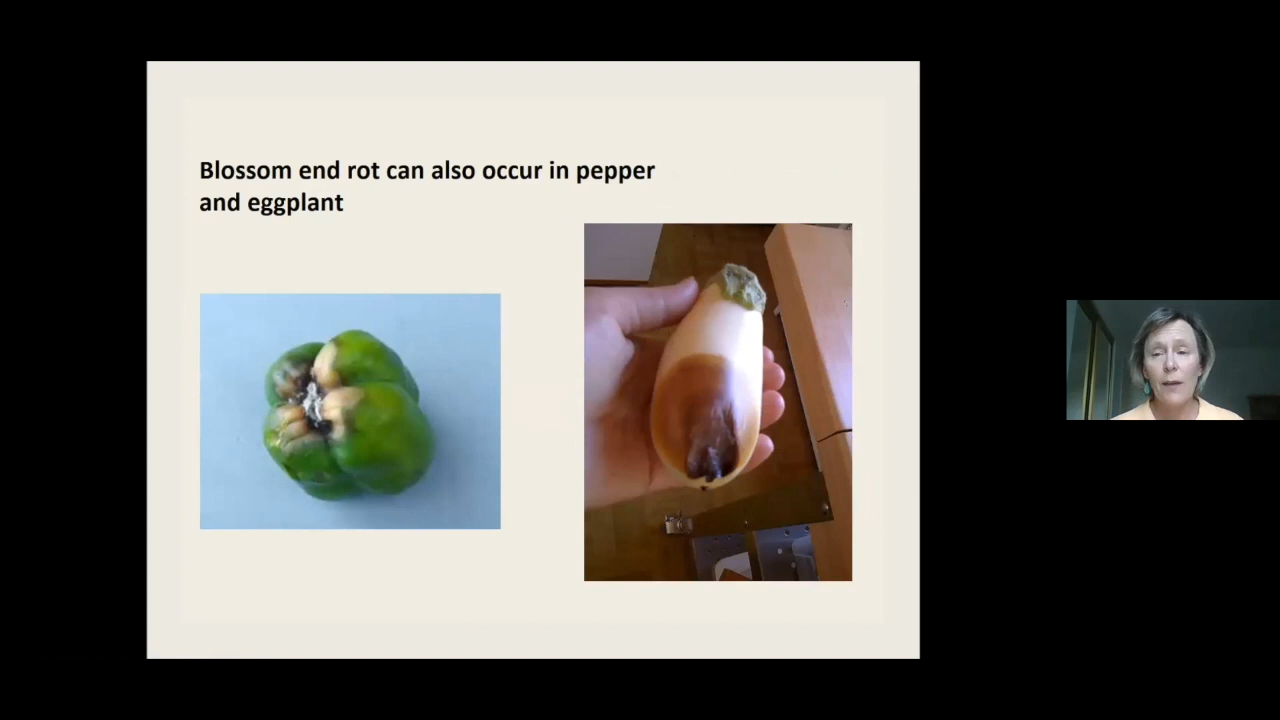 Blossom end rot can also occur in pepper
and eggplant